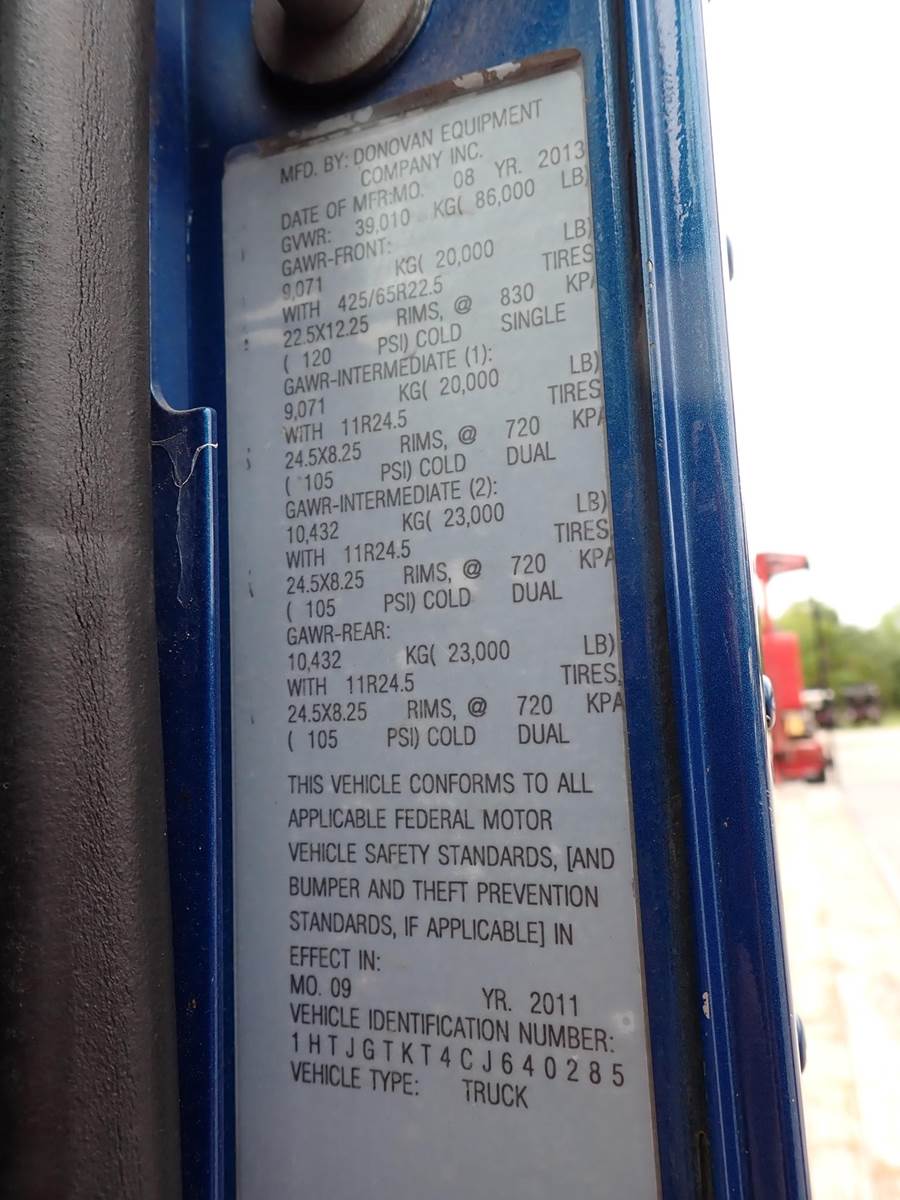 MFD. BY: DONOVAN EQUIPMENT
COMPANY INC.
DATE OF MFR:MO. 08 YR. 2013
GVWR: 39,010 KG( 86,000 LB)
GAWR-FRONT:
9,071 KG( 20,000 LB)
WITH 425/65R22.5 TIRES
22.5X12.25 RIMS, @ 830 KPA
( 120 PSI) COLD SINGLE
GAWR-INTERMEDIATE (1):
9,071 KG( 20,000 LB)
WITH 11R24.5 TIRES
24.5X8.25 RIMS, @ 720 KPA
( 105 PSI) COLD DUAL
GAWR-INTERMEDIATE (2):
10,432 KG( 23,000 LB)
WITH 11R24.5 TIRES,
24.5X8.25 RIMS, @ 720 KPA
( 105 PSI) COLD DUAL
GAWR-REAR:
10,432 KG( 23,000 LB)
WITH 11R24.5 TIRES,
24.5X8.25 RIMS, @ 720 KPA
( 105 PSI) COLD DUAL
THIS VEHICLE CONFORMS TO ALL
APPLICABLE FEDERAL MOTOR
VEHICLE SAFETY STANDARDS, [AND
BUMPER AND THEFT PREVENTION
STANDARDS, IF APPLICABLE] IN
EFFECT IN:
MO. 09 YR. 2011
VEHICLE IDENTIFICATION NUMBER:
1HTJGTKT4CJ640285
VEHICLE TYPE: TRUCK